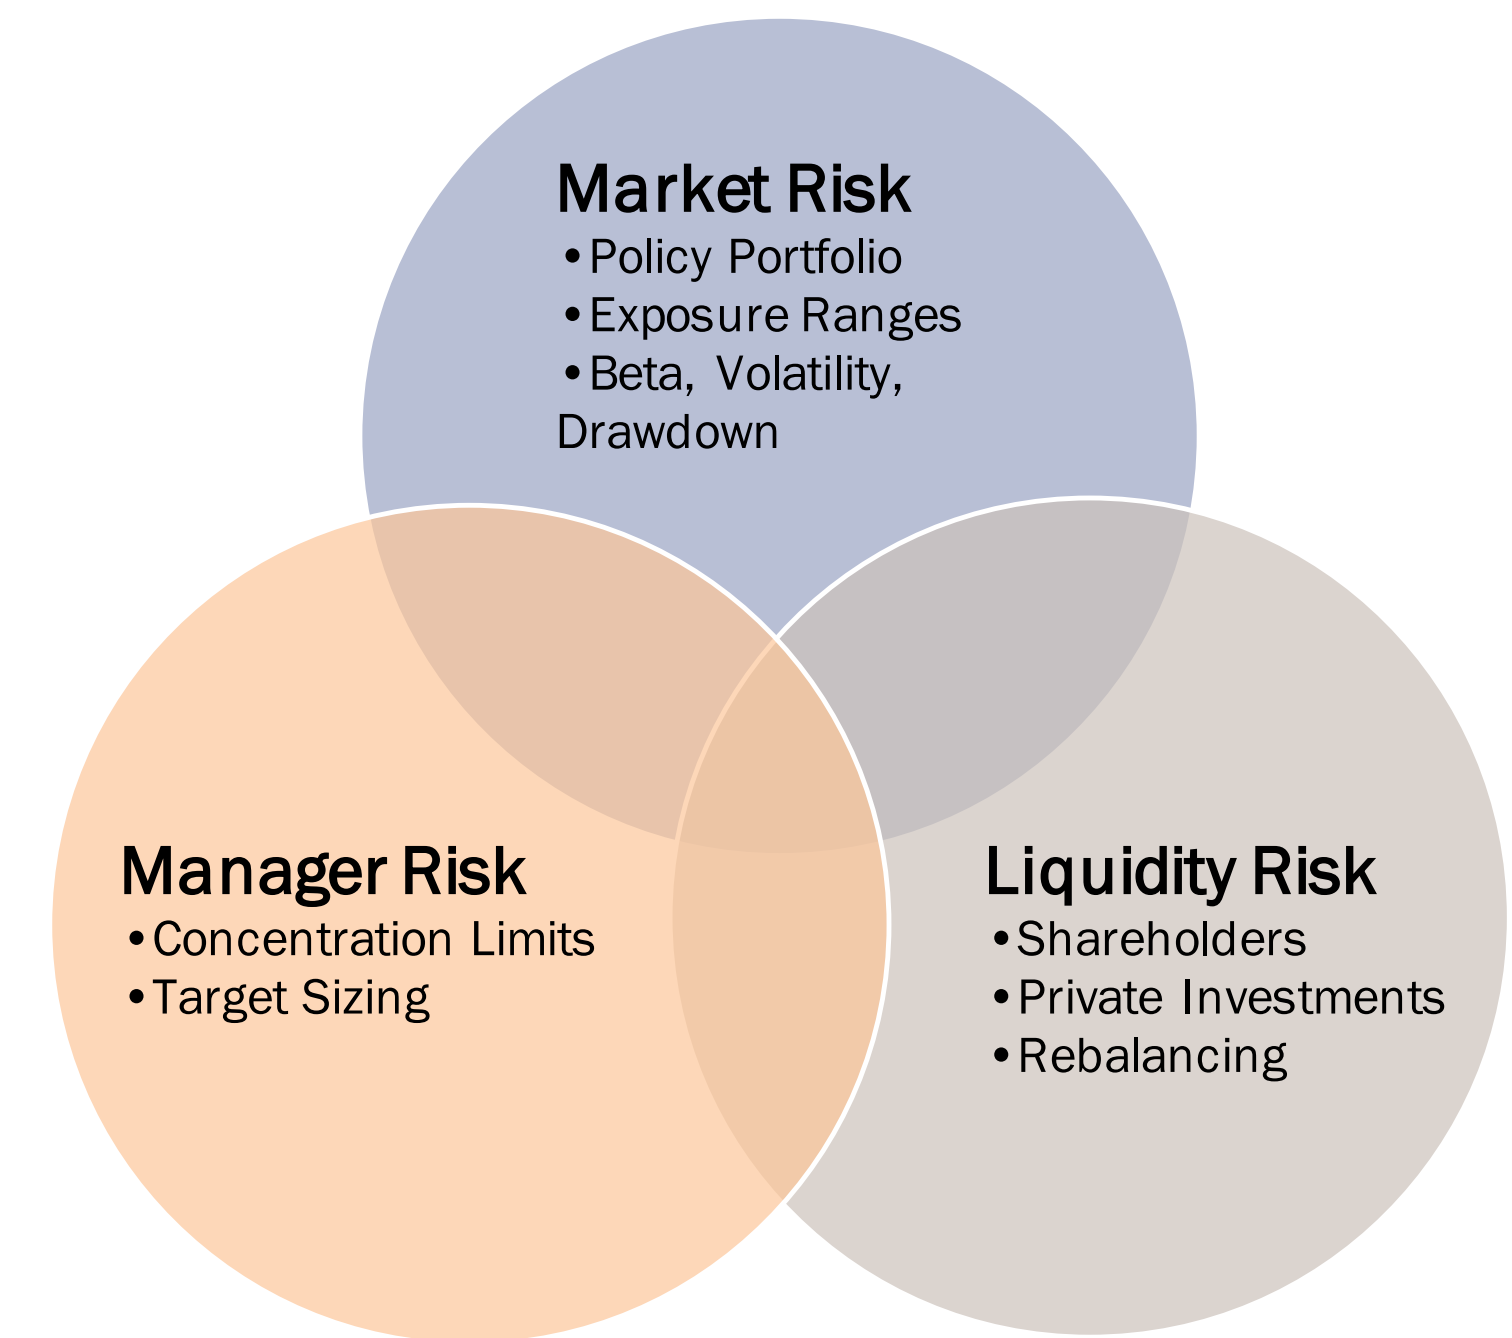 Market Risk
•Policy Portfolio
•Exposure Ranges
•Beta, Volatility,
Drawdown
Manager Risk
•Concentration Limits
•Target Sizing
Liquidity Risk
•Shareholders
•Private Investments
•Rebalancing